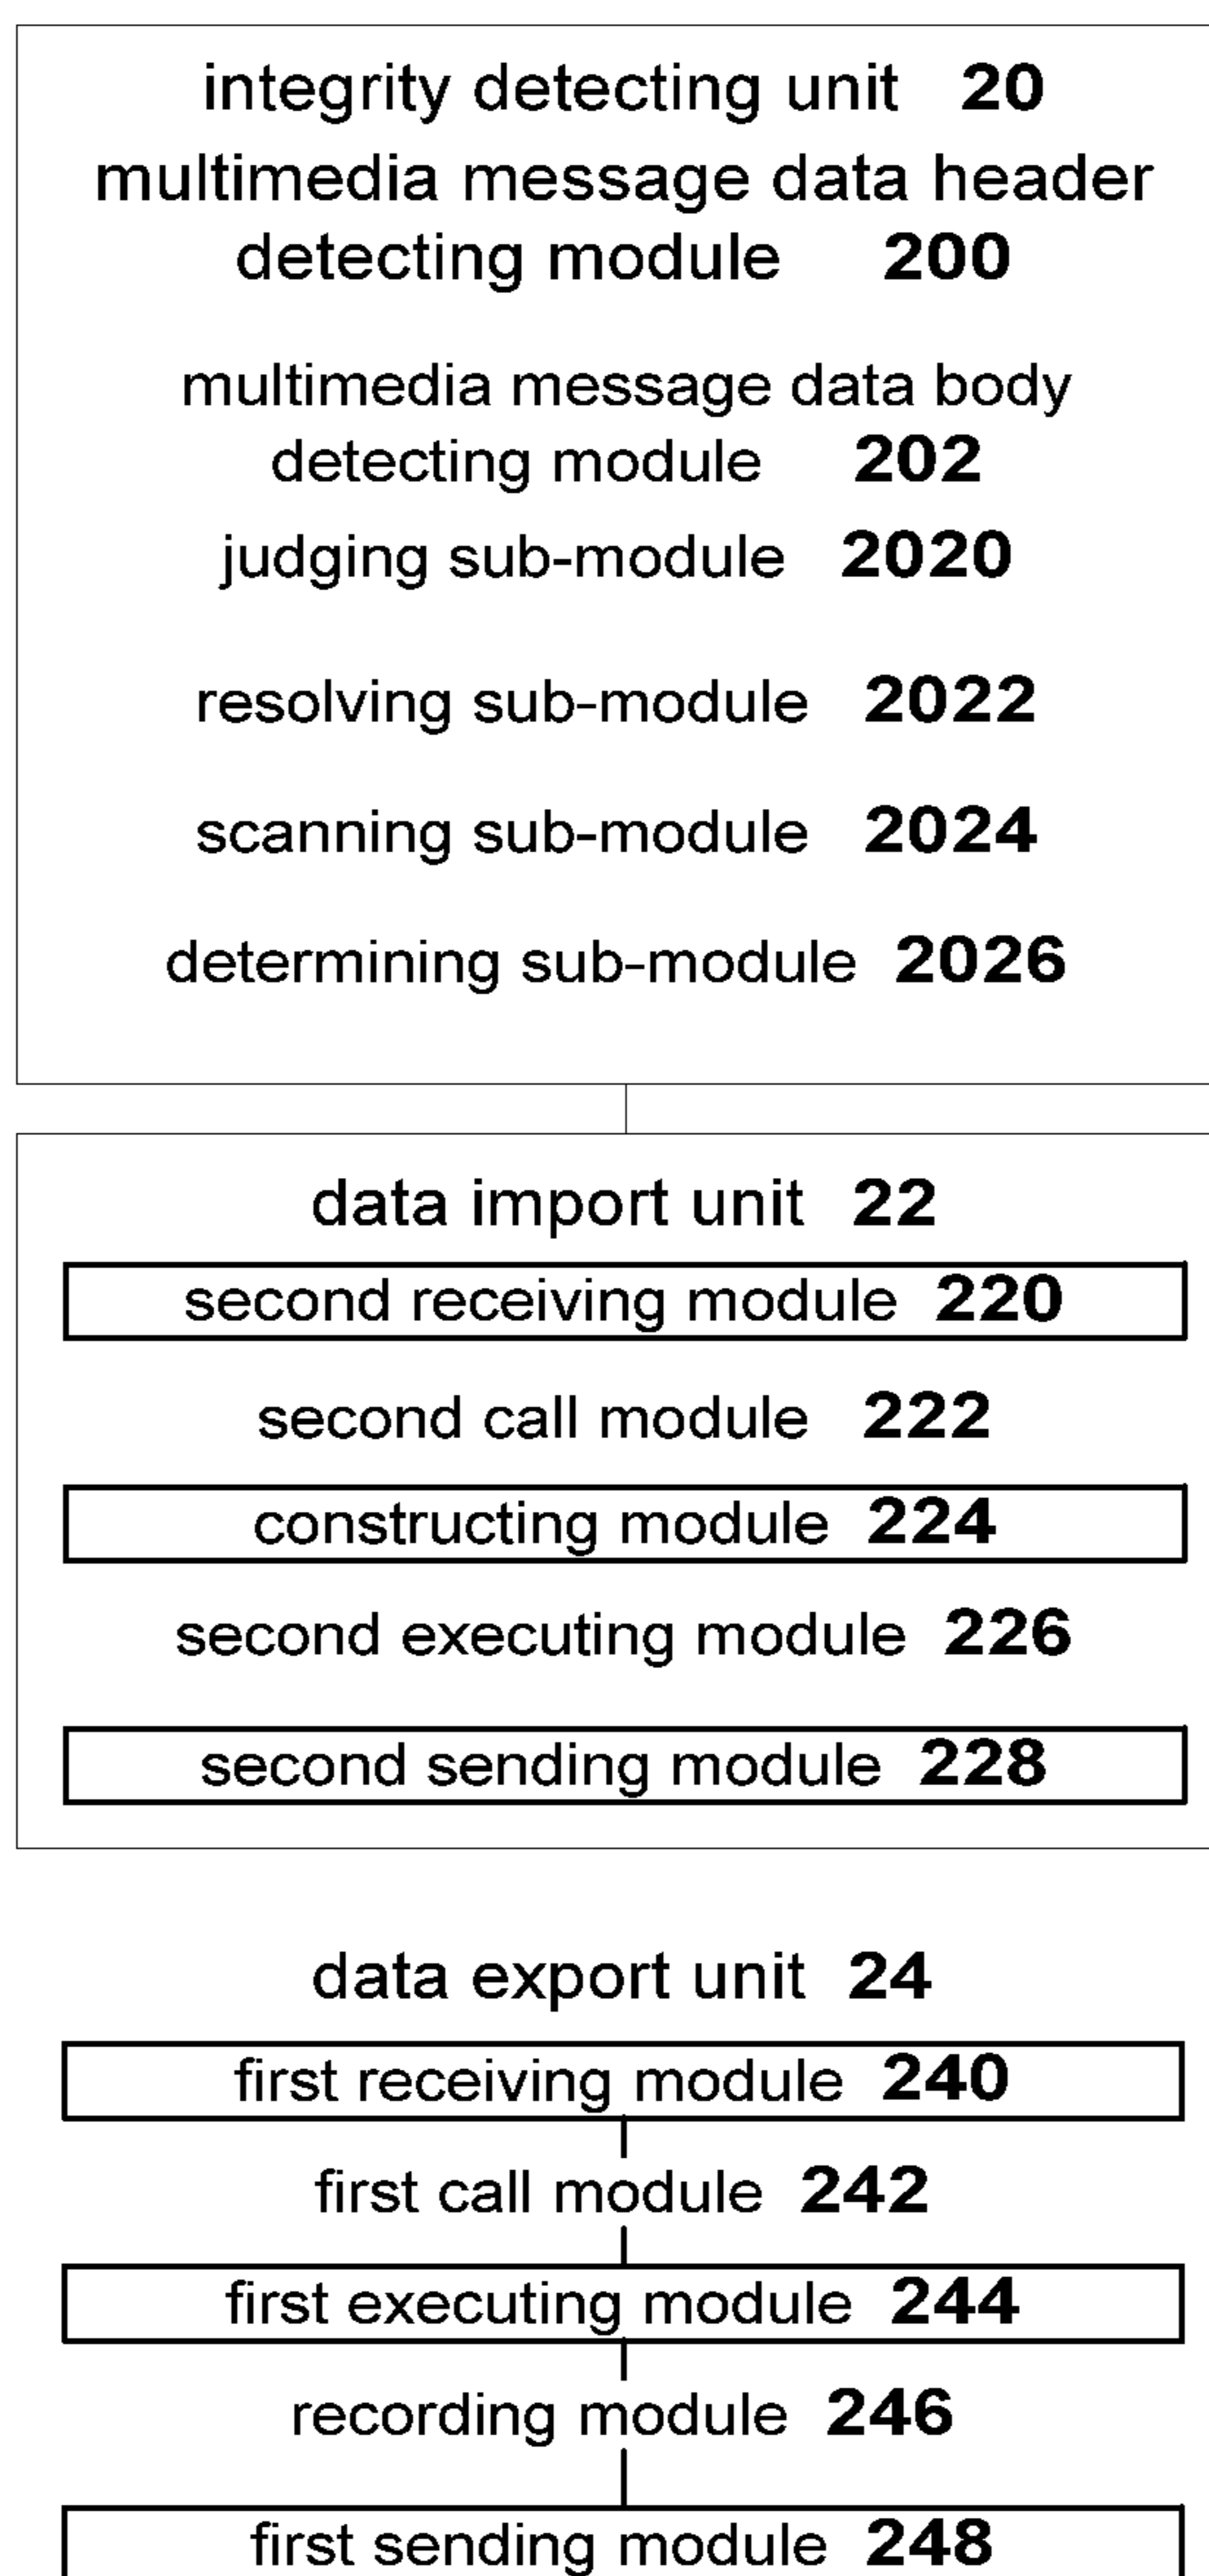 integrity detecting unit 20
multimedia message data header
detecting module 200
multimedia message data body
detecting module 202
judging sub-module 2020
resolving sub-module 2022
scanning sub-module 2024
determining sub-module 2026
data import unit 22
second receiving module 220
second call module 222
constructing module 224
second executing module 226
second sending module 228
data export unit 24
first receiving module 240
first call module 242
first executing module 244
recording module 246
first sending module 248